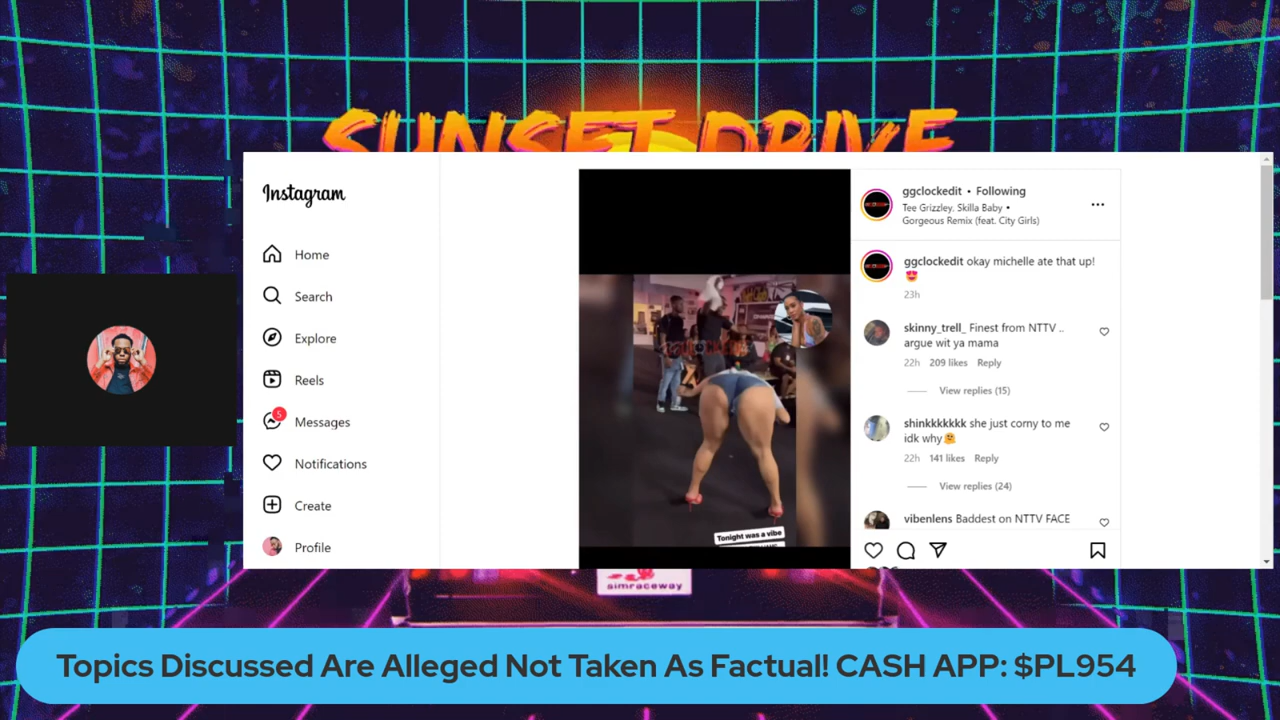 SUNSET DRIVE
Instagram
Home
Search
Explore
Reels
5
Messages
Notifications
Create
Profile
Tonight was a vibe
ggclockedit • Following
Tee Grizzley, Skilla Baby •
Gorgeous Remix (feat. City Girls)
ggclockedit okay michelle ate that up!
😍
23h
skinny_trell_ Finest from NTTV ..
argue wit ya mama
22h 209 likes Reply
View replies (15)
shinkkkkkkk she just corny to me
idk why🤗
22h 141 likes Reply
View replies (24)
vibenlens Baddest on NTTV FACE
simraceway
Topics Discussed Are Alleged Not Taken As Factual! CASH APP: $PL954